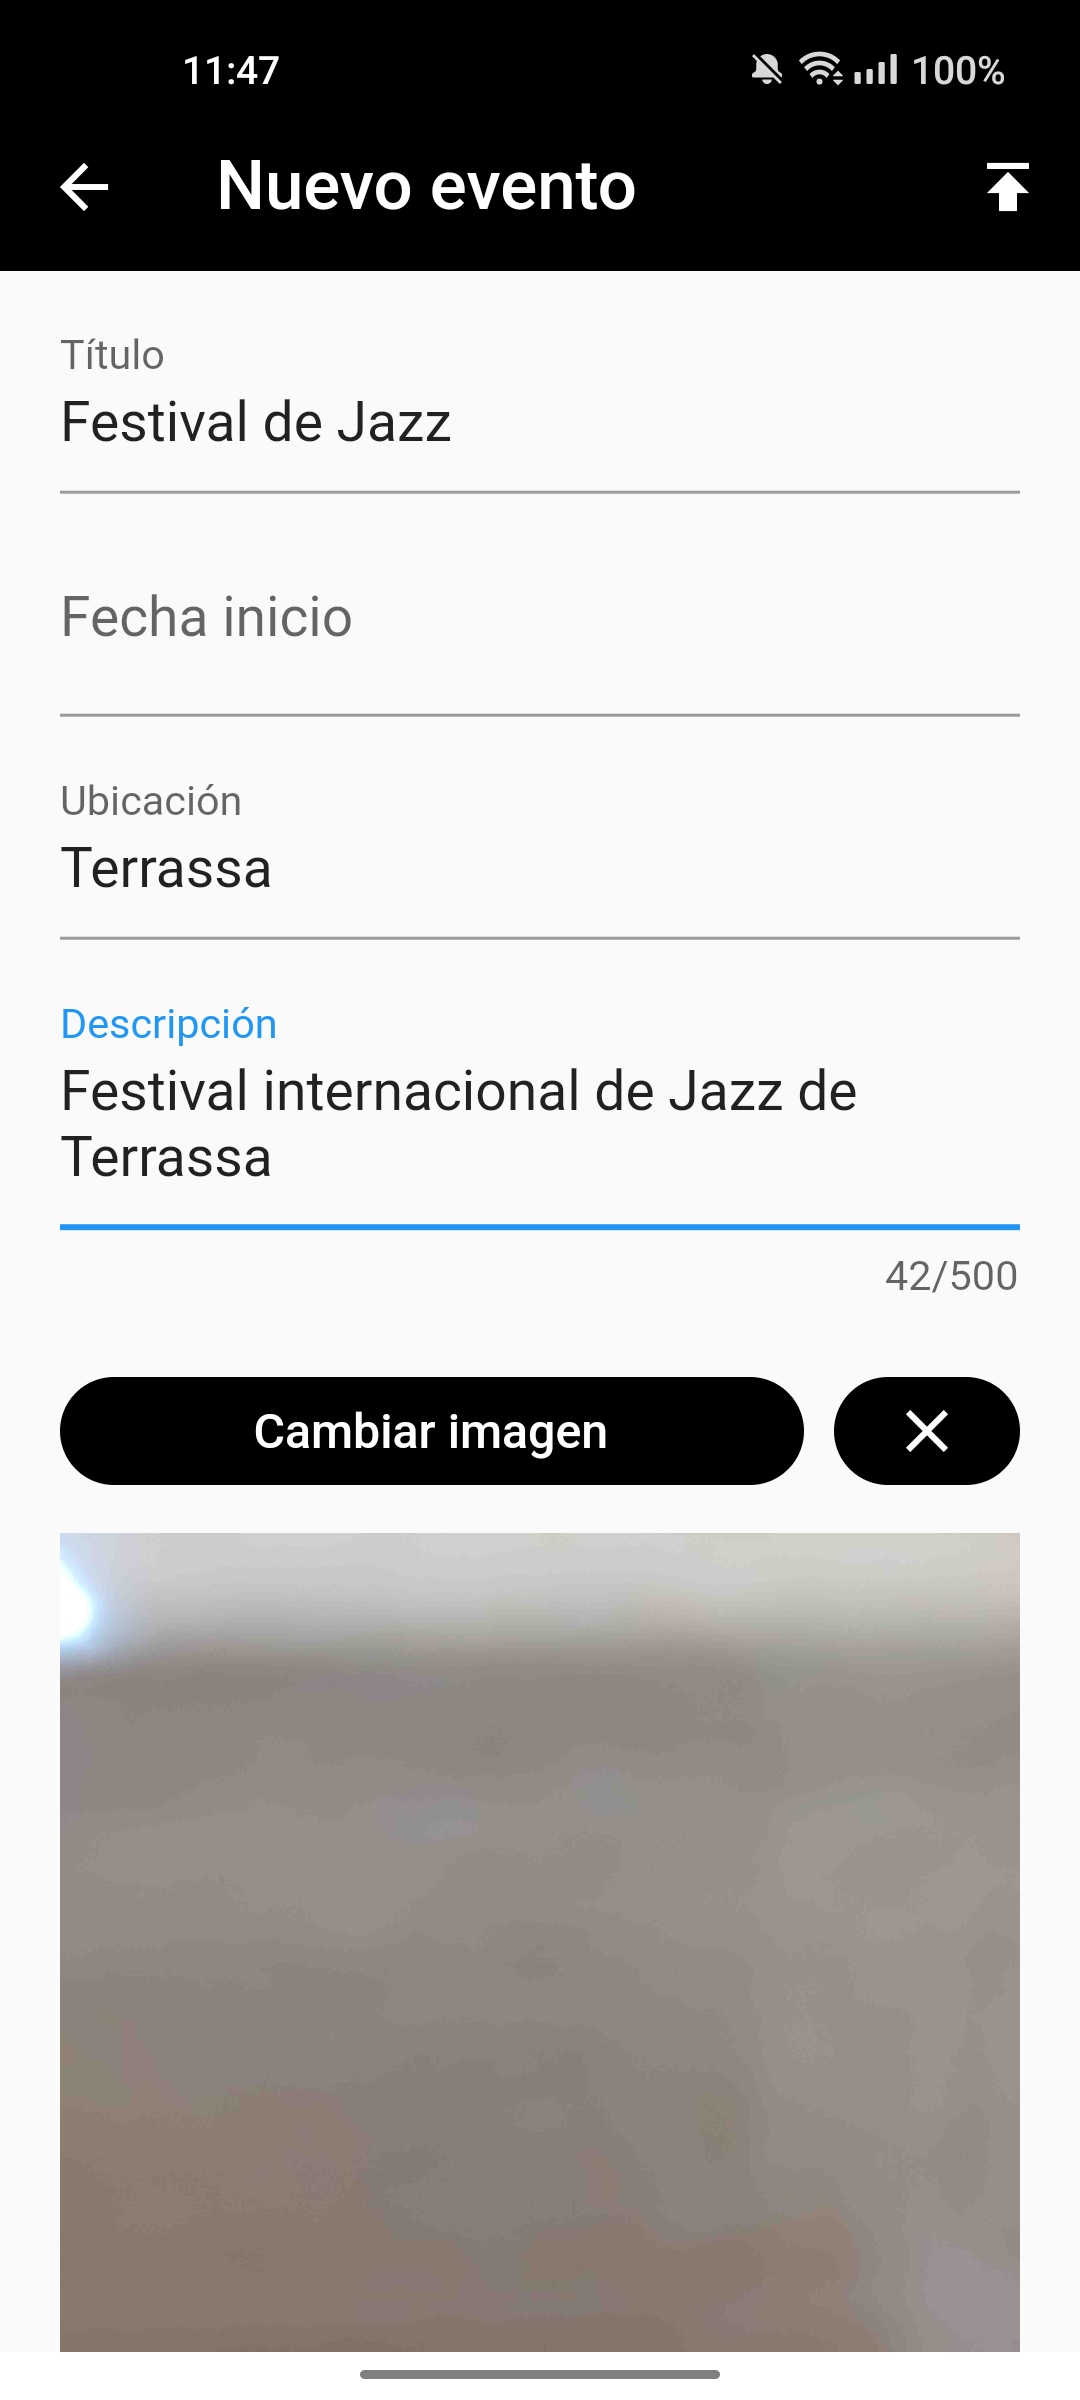 11:47
100%
Nuevo evento
Título
Festival de Jazz
Fecha inicio
Ubicación
Terrassa
Descripción
Festival internacional de Jazz de
Terrassa
42/500
Cambiar imagen